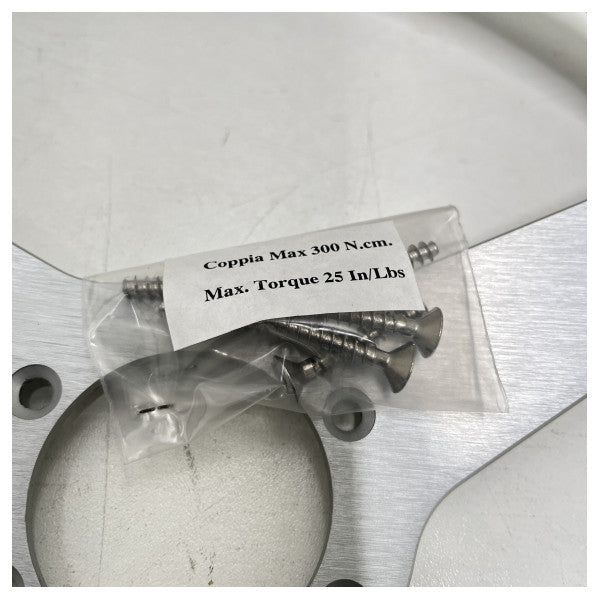 Coppia Max 300 N.cm.
Max. Torque 25 In/Lbs